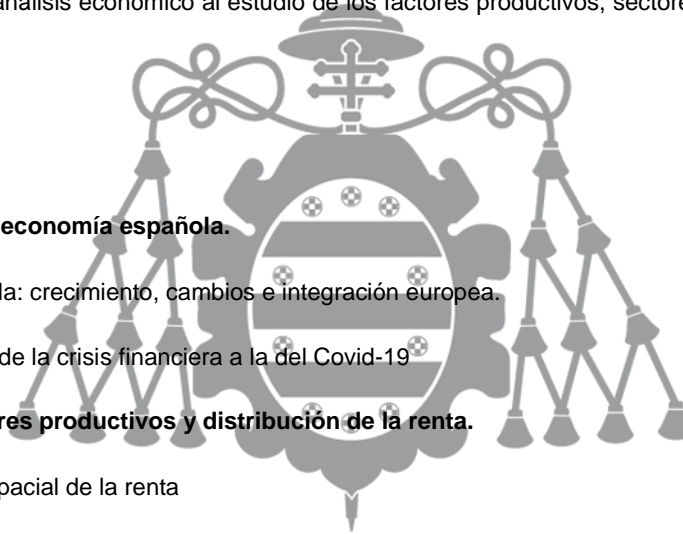 análisis económico al estudio de los factores productivos, sectore
economía española.
la: crecimiento, cambios e integración europea.
de la crisis financiera a la del Covid-19
res productivos y distribución de la renta.
pacial de la renta